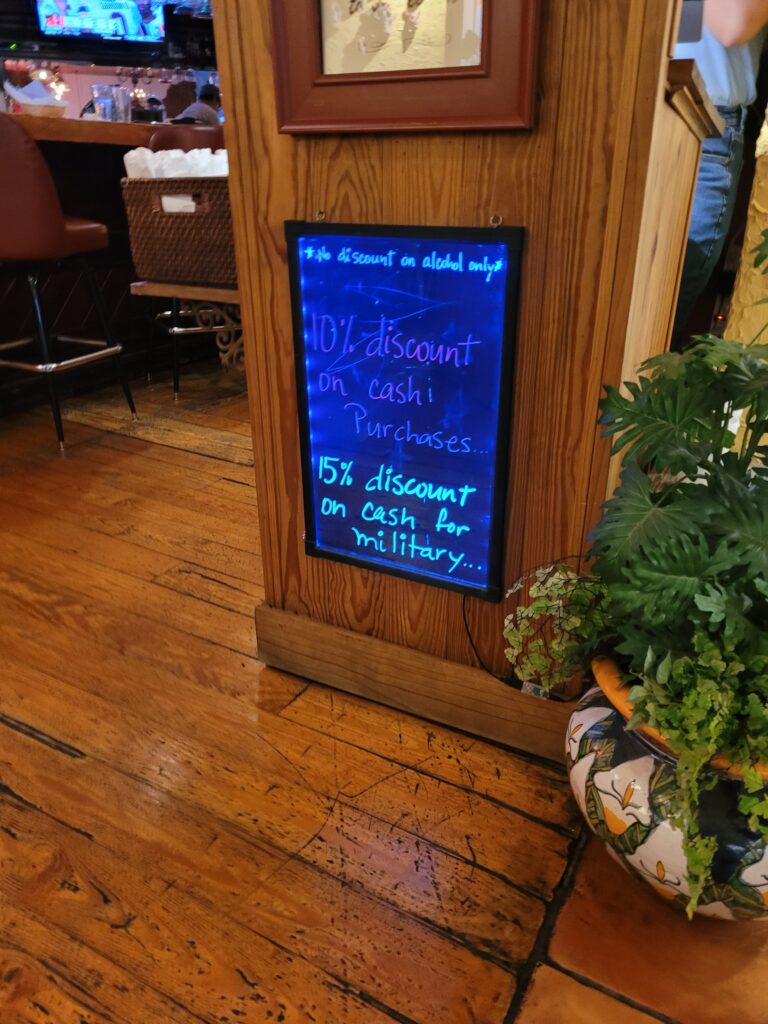 *No discount on alcohol only*
10% discount
on cash
Purchases...
15% discount
on cash for
military...